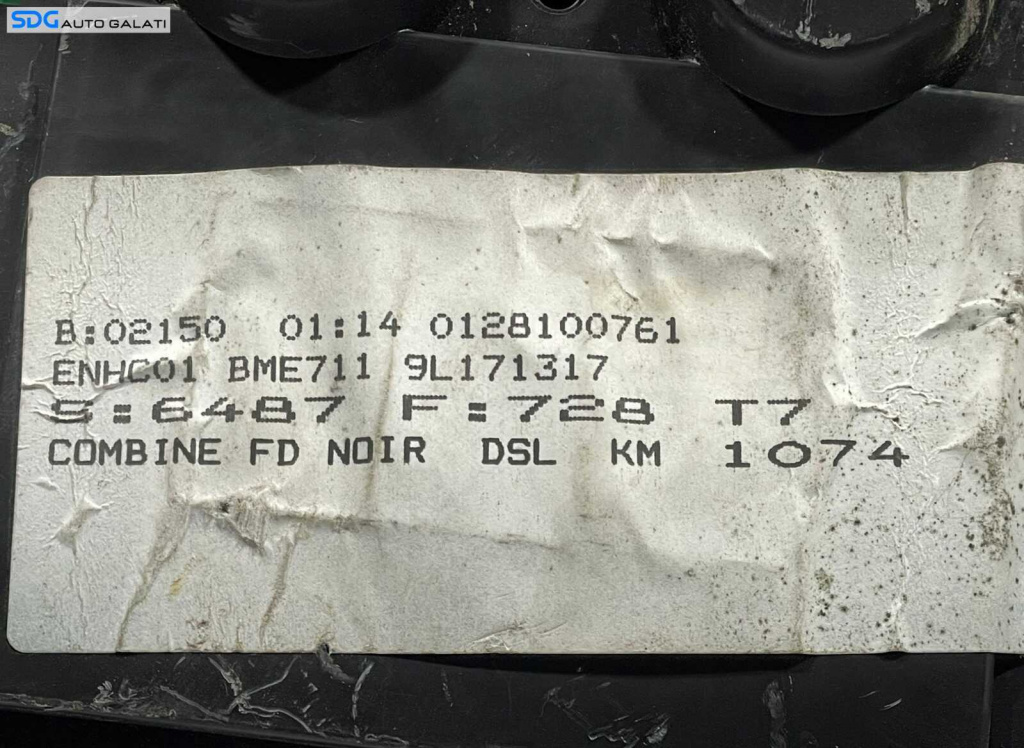 SDG AUTO GALATI
B:02150 01:14 0128100761
ENHC01 BME711 9L171317
S:6487 F:728 T7
COMBINE FD NOIR DSL KM 1074